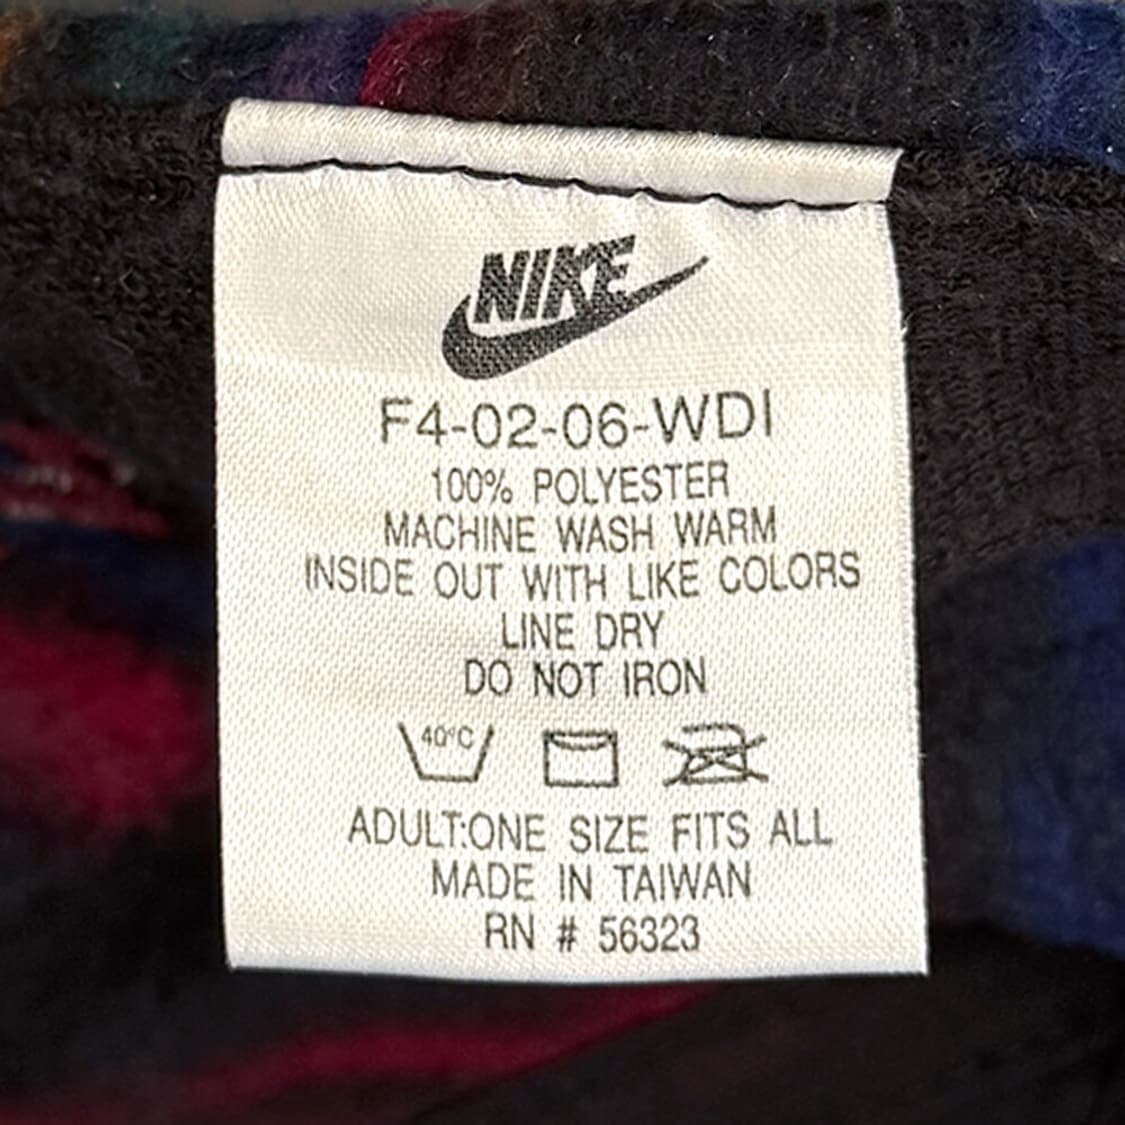 NIKE
F4-02-06-WDI
100% POLYESTER
MACHINE WASH WARM
INSIDE OUT WITH LIKE COLORS
LINE DRY
DO NOT IRON
40°C
ADULT:ONE SIZE FITS ALL
MADE IN TAIWAN
RN # 56323